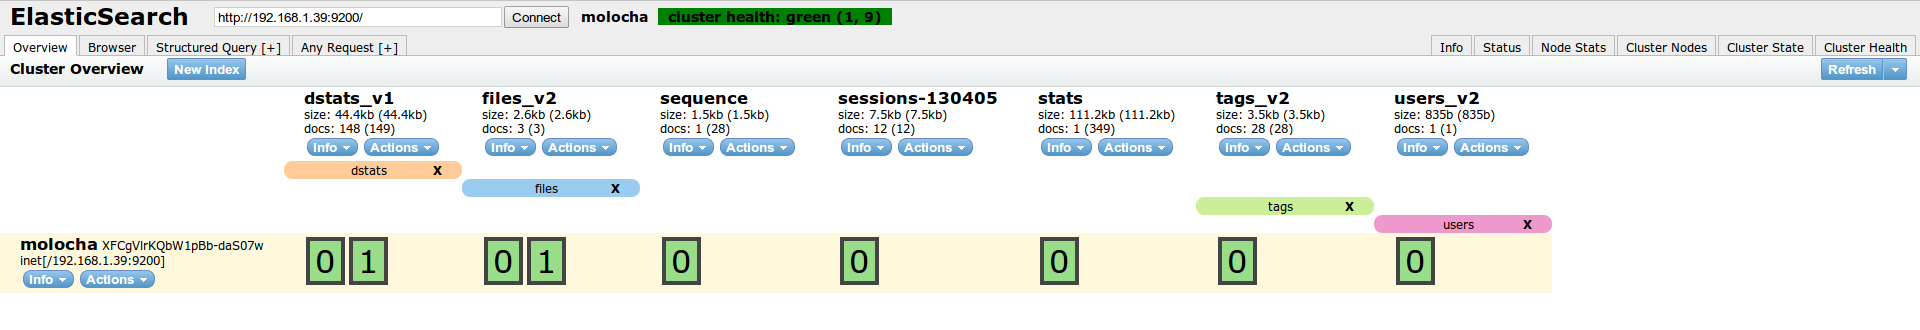 ElasticSearch http://192.168.1.39:9200/ Connect molocha cluster health: green (1, 9)
Overview Browser Structured Query [+] Any Request [+] Info Status Node Stats Cluster Nodes Cluster State Cluster Health
Cluster Overview New Index Refresh
dstats_v1 files_v2 sequence sessions-130405 stats tags_v2 users_v2
size: 44.4kb (44.4kb) size: 2.6kb (2.6kb) size: 1.5kb (1.5kb) size: 7.5kb (7.5kb) size: 111.2kb (111.2kb) size: 3.5kb (3.5kb) size: 835b (835b)
docs: 148 (149) docs: 3 (3) docs: 1 (28) docs: 12 (12) docs: 1 (349) docs: 28 (28) docs: 1 (1)
Info Actions Info Actions Info Actions Info Actions Info Actions Info Actions Info Actions
dstats X
files X
tags X
users X
molocha XFCgVlrKQbW1pBb-daS07w
inet[/192.168.1.39:9200]
Info Actions
0 1 0 1 0 0 0 0 0